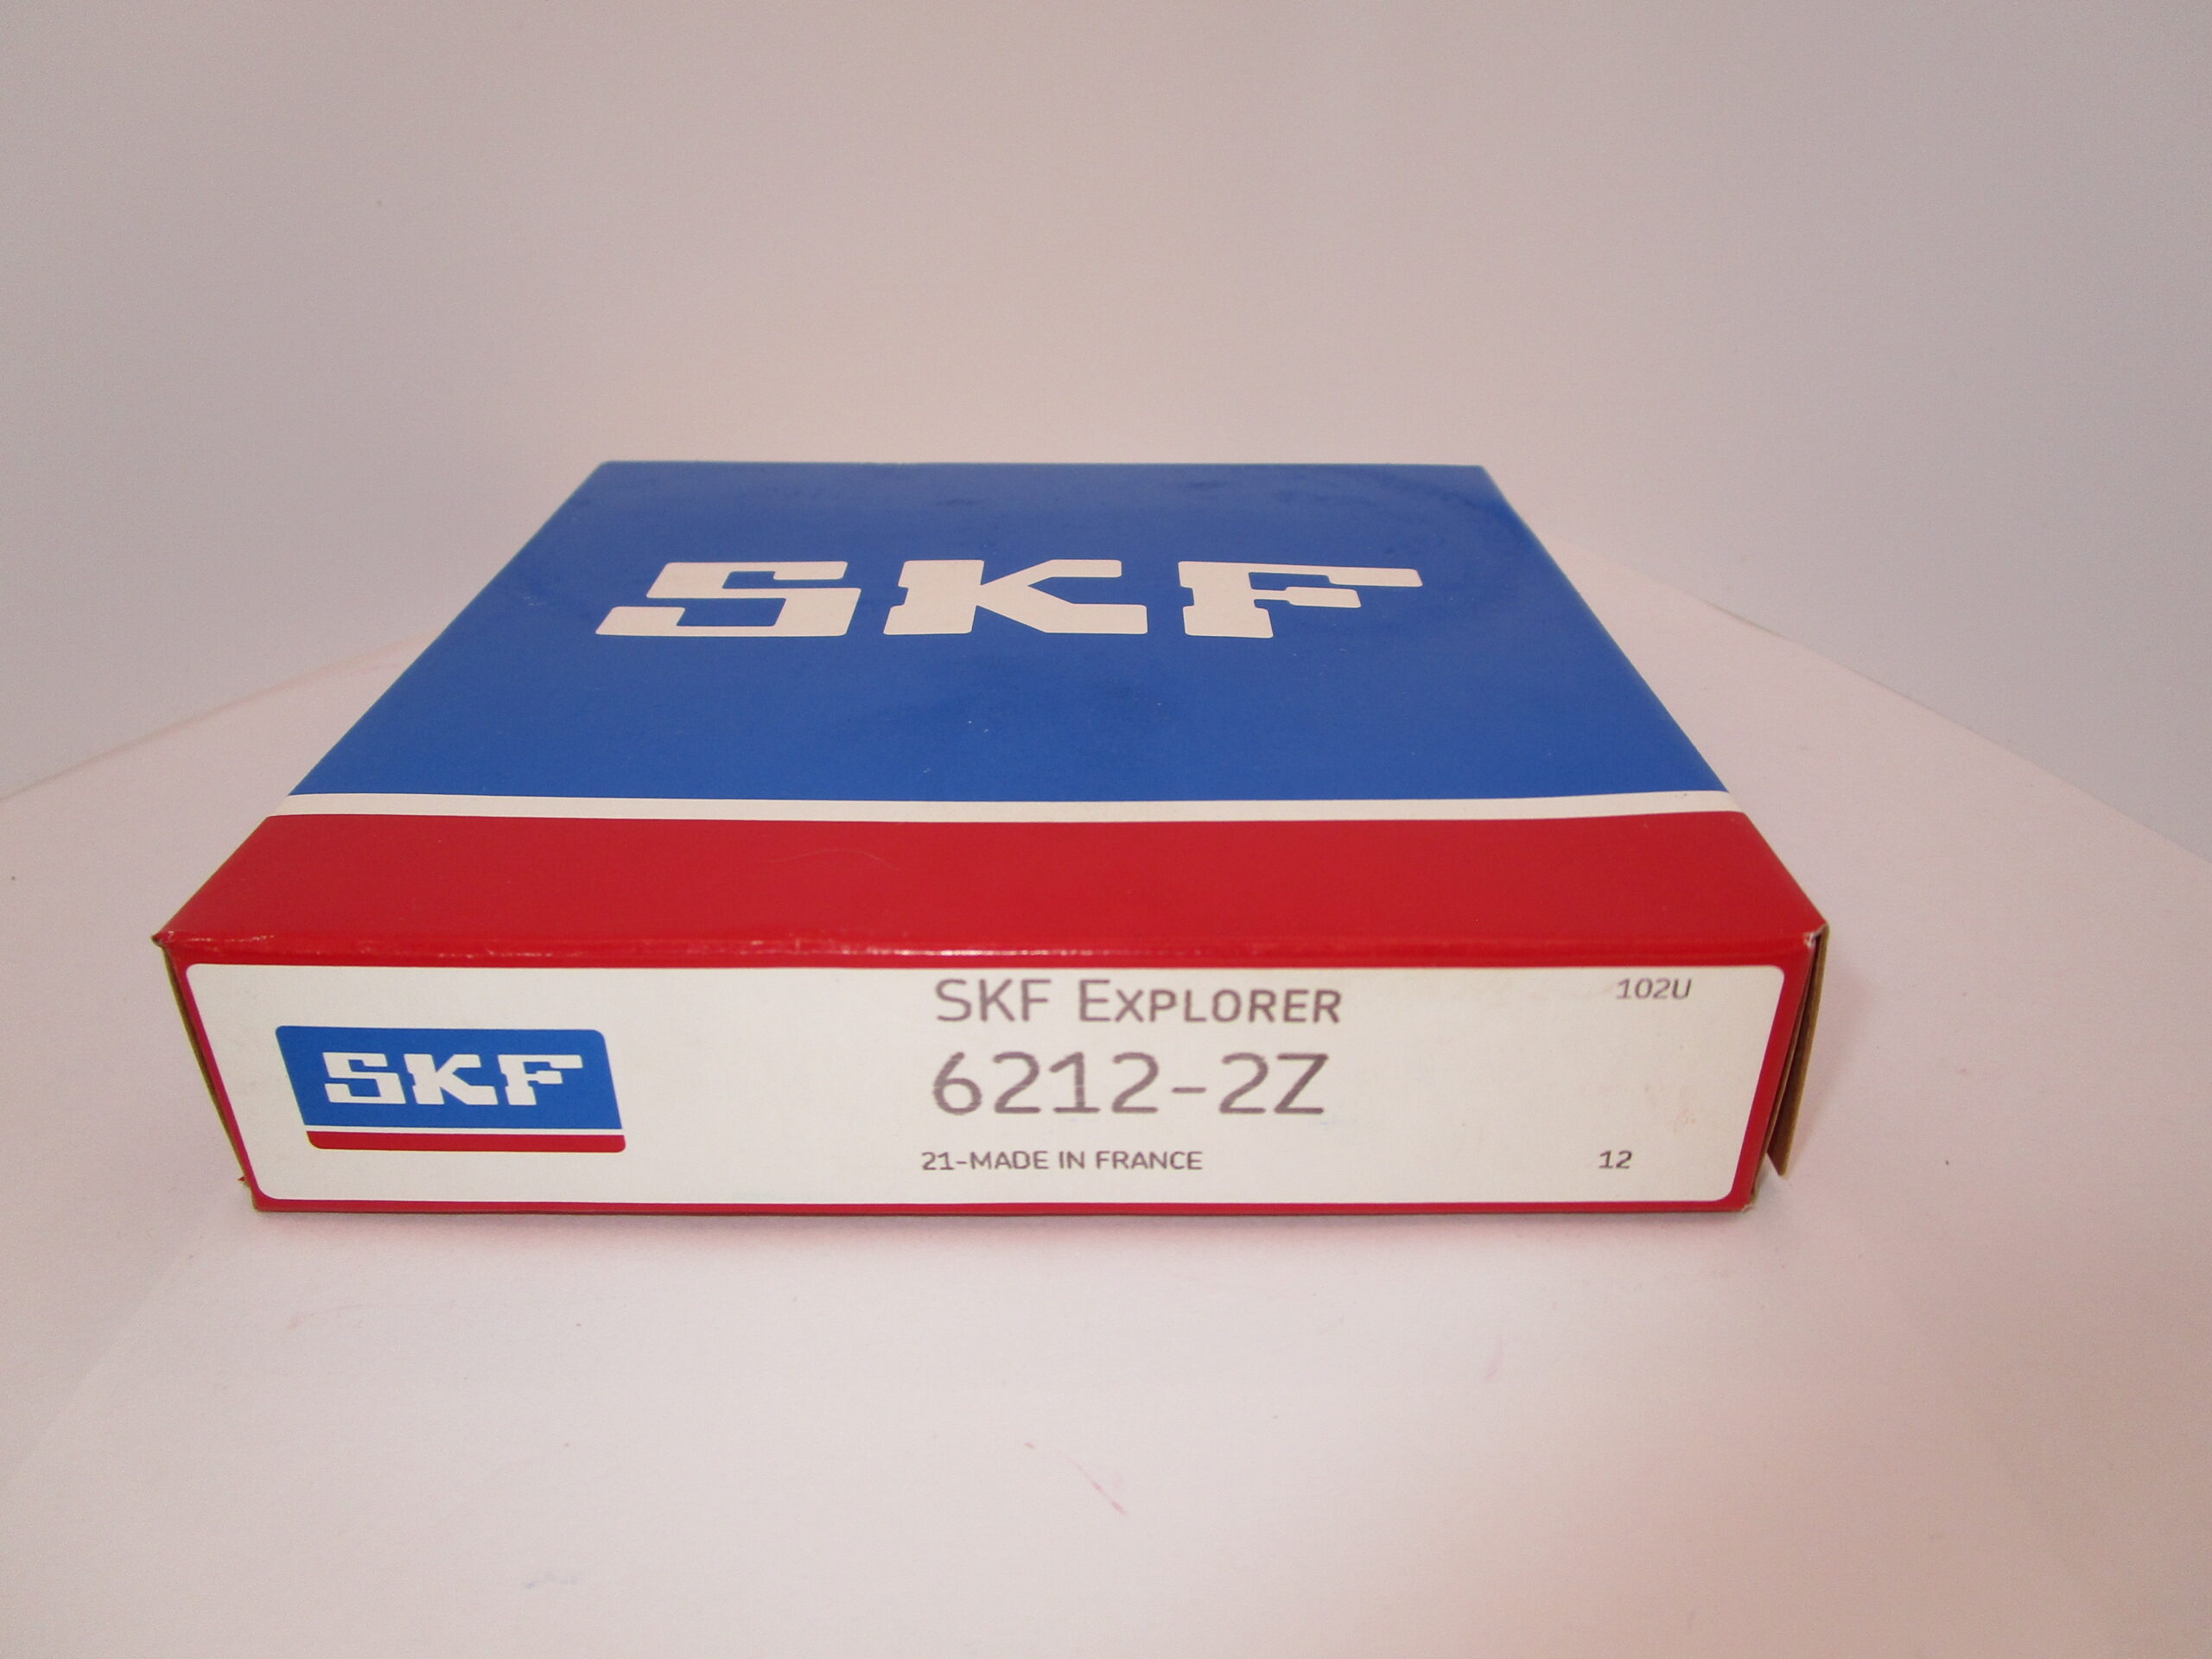 SKF
SKF EXPLORER
102U
SKF
6212-2Z
21-MADE IN FRANCE
12